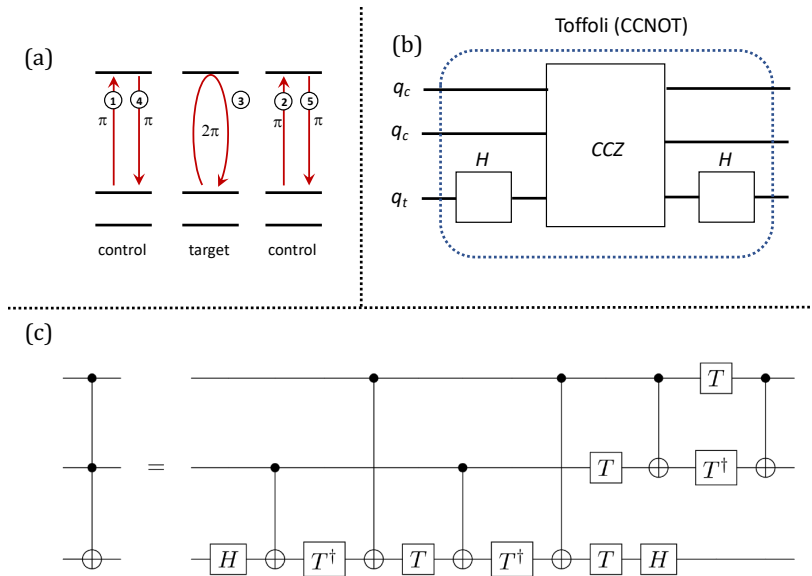 (a)
1 4 3 2 5
π π 2π π π
control target control
(b)
Toffoli (CCNOT)
q_c
q_c
H CCZ H
q_t
(c)
T
= T T†
H T† T T† T H